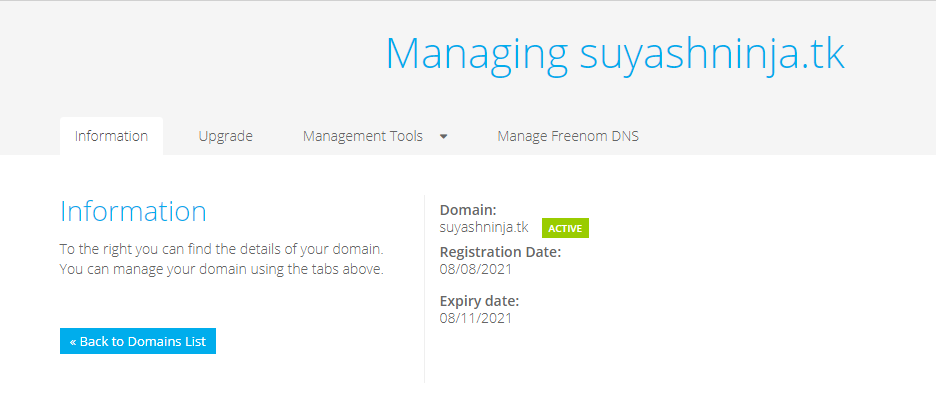 Managing suyashninja.tk
Information
Upgrade
Management Tools
Manage Freenom DNS
Information
To the right you can find the details of your domain.
You can manage your domain using the tabs above.
« Back to Domains List
Domain:
suyashninja.tk ACTIVE
Registration Date:
08/08/2021
Expiry date:
08/11/2021